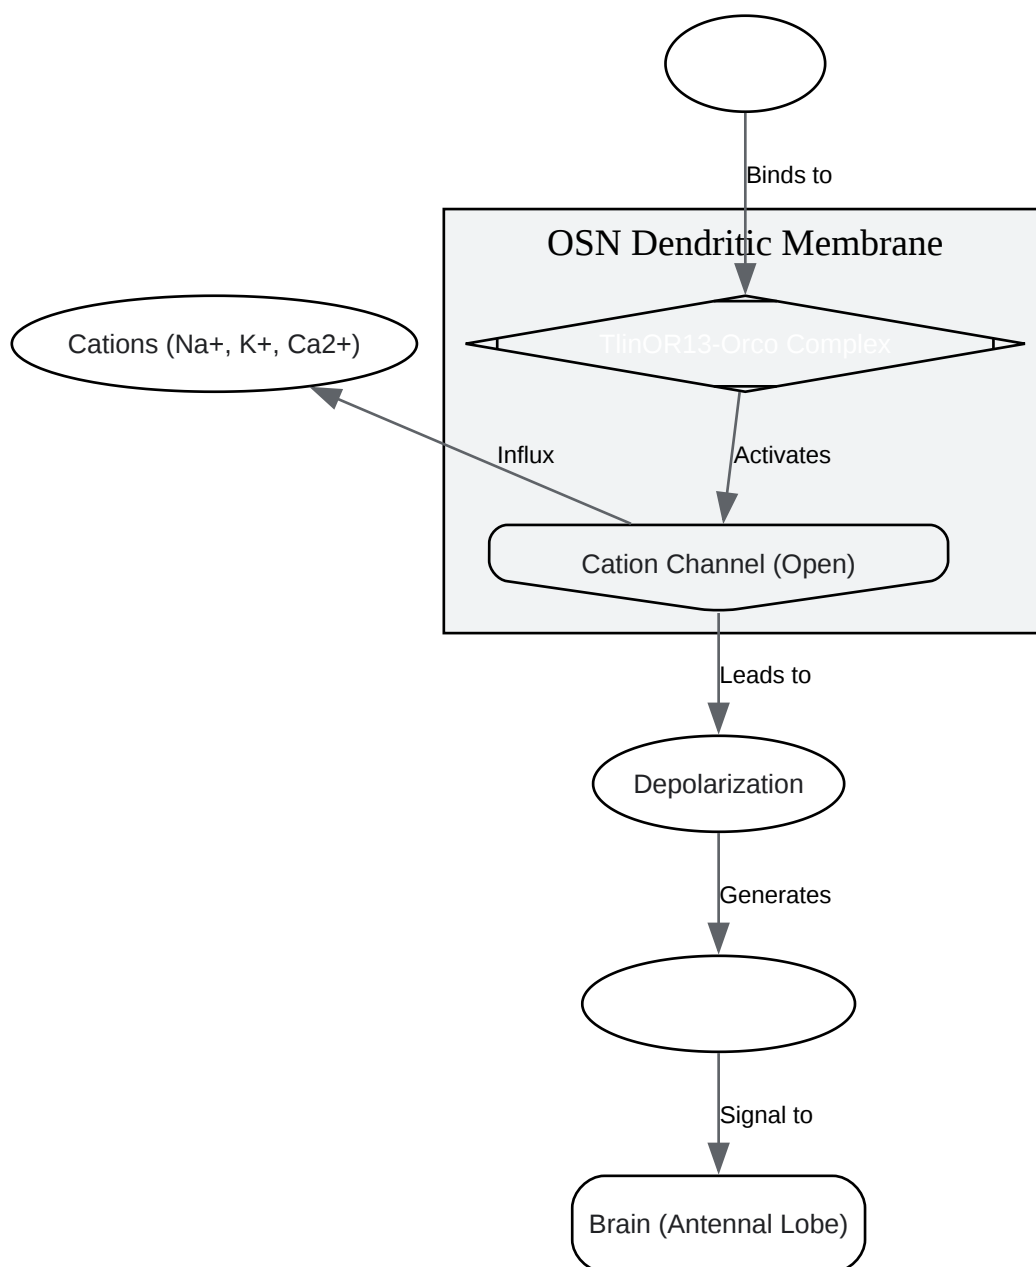 Binds to
OSN Dendritic Membrane
TlinOR13-Orco Complex
Cations (Na+, K+, Ca2+)
Influx
Activates
Cation Channel (Open)
Leads to
Depolarization
Generates
Signal to
Brain (Antennal Lobe)